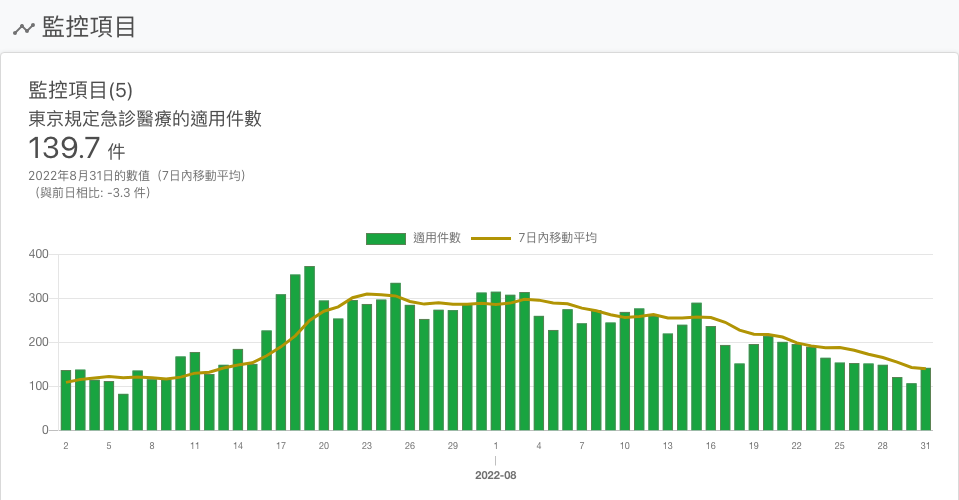 監控項目
監控項目(5)
東京規定急診醫療的適用件數
139.7 件
2022年8月31日的數值（7日內移動平均）
（與前日相比: -3.3 件）
適用件數 7日內移動平均
400
300
200
100
0
2 5 8 11 14 17 20 23 26 29 1 4 7 10 13 16 19 22 25 28 31
2022-08